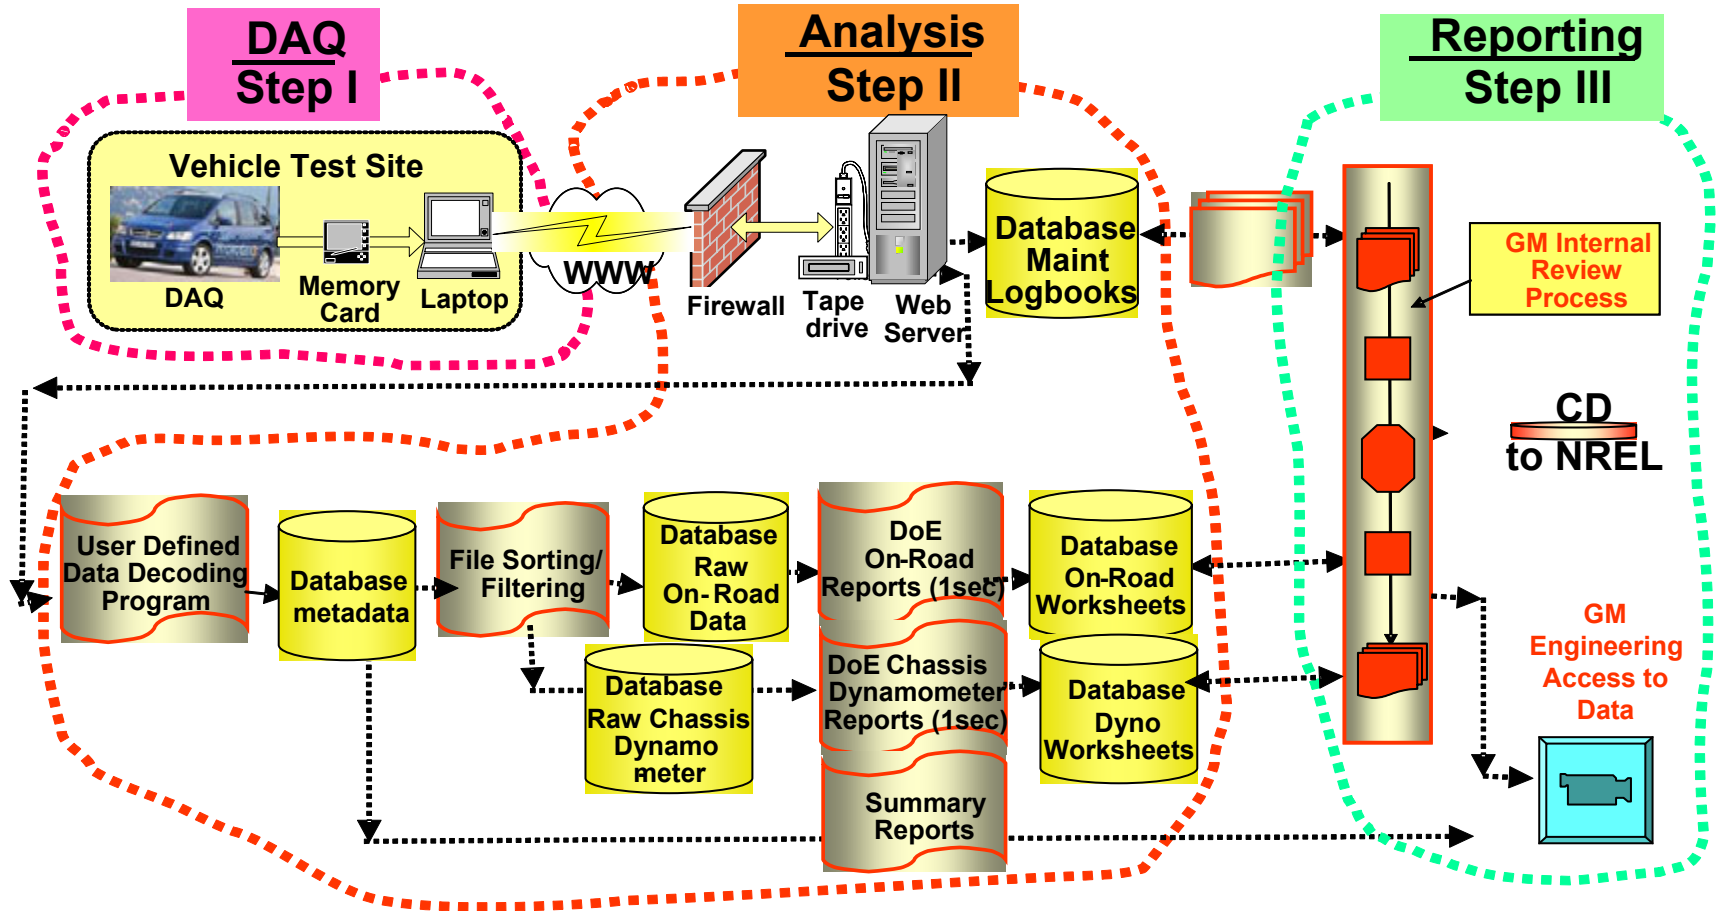 DAQ
Step I
Analysis
Step II
Reporting
Step III
Vehicle Test Site
DAQ
Memory
Card
Laptop
WWW
Firewall
Tape
drive
Web
Server
Database
Maint
Logbooks
GM Internal
Review
Process
CD
to NREL
User Defined
Data Decoding
Program
Database
metadata
File Sorting/
Filtering
Database
Raw
On-Road
Data
DoE
On-Road
Reports (1sec)
Database
On-Road
Worksheets
Database
Raw Chassis
Dynamo
meter
DoE Chassis
Dynamometer
Reports (1sec)
Database
Dyno
Worksheets
Summary
Reports
GM
Engineering
Access to
Data